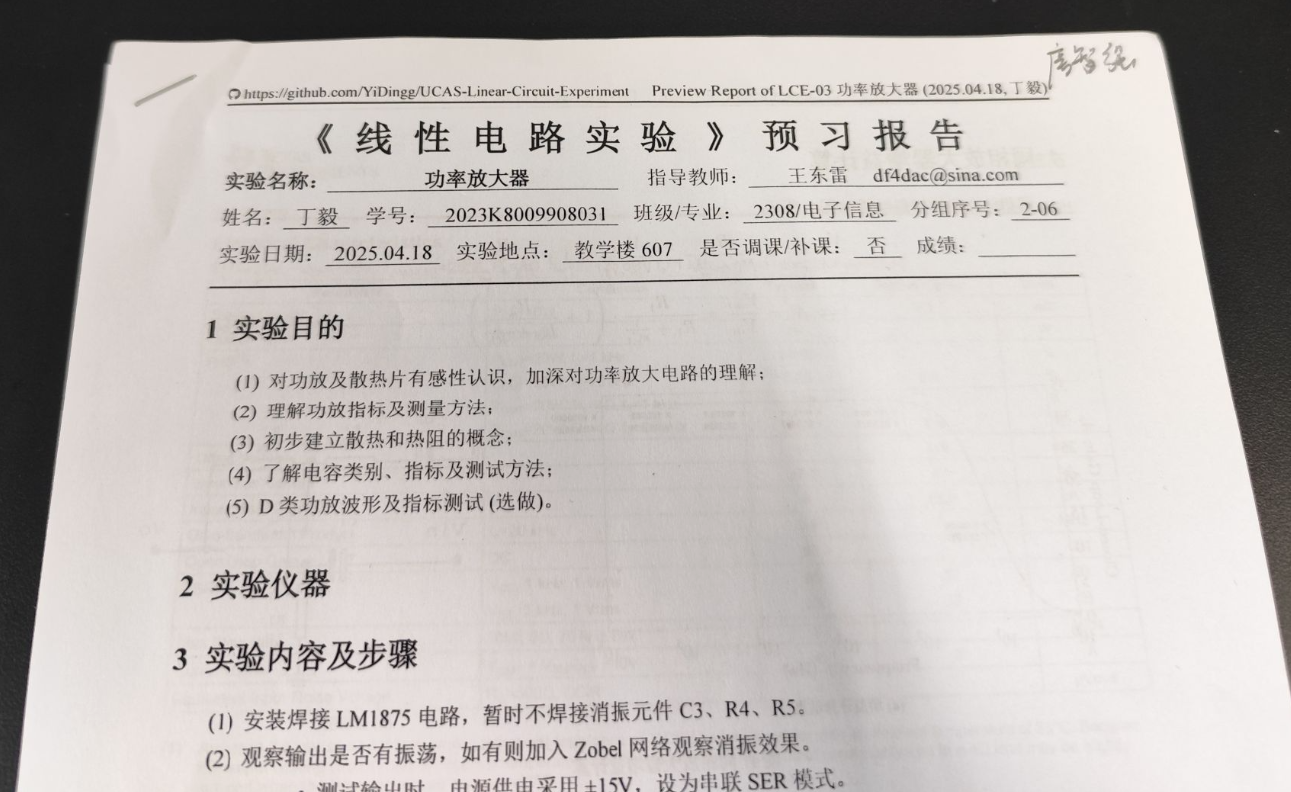 https://github.com/YiDingg/UCAS-Linear-Circuit-Experiment Preview Report of LCE-03 功率放大器 (2025.04.18, 丁毅)
《线性电路实验》预习报告
实验名称: 功率放大器 指导教师: 王东雷 df4dac@sina.com
姓名: 丁毅 学号: 2023K8009908031 班级/专业: 2308/电子信息 分组序号: 2-06
实验日期: 2025.04.18 实验地点: 教学楼 607 是否调课/补课: 否 成绩:
1 实验目的
(1) 对功放及散热片有感性认识，加深对功率放大电路的理解；
(2) 理解功放指标及测量方法；
(3) 初步建立散热和热阻的概念；
(4) 了解电容类别、指标及测试方法；
(5) D 类功放波形及指标测试 (选做)。
2 实验仪器
3 实验内容及步骤
(1) 安装焊接 LM1875 电路，暂时不焊接消振元件 C3、R4、R5。
(2) 观察输出是否有振荡，如有则加入 Zobel 网络观察消振效果。
• 测试输出时，电源供电采用 ±15V，设为串联 SER 模式。